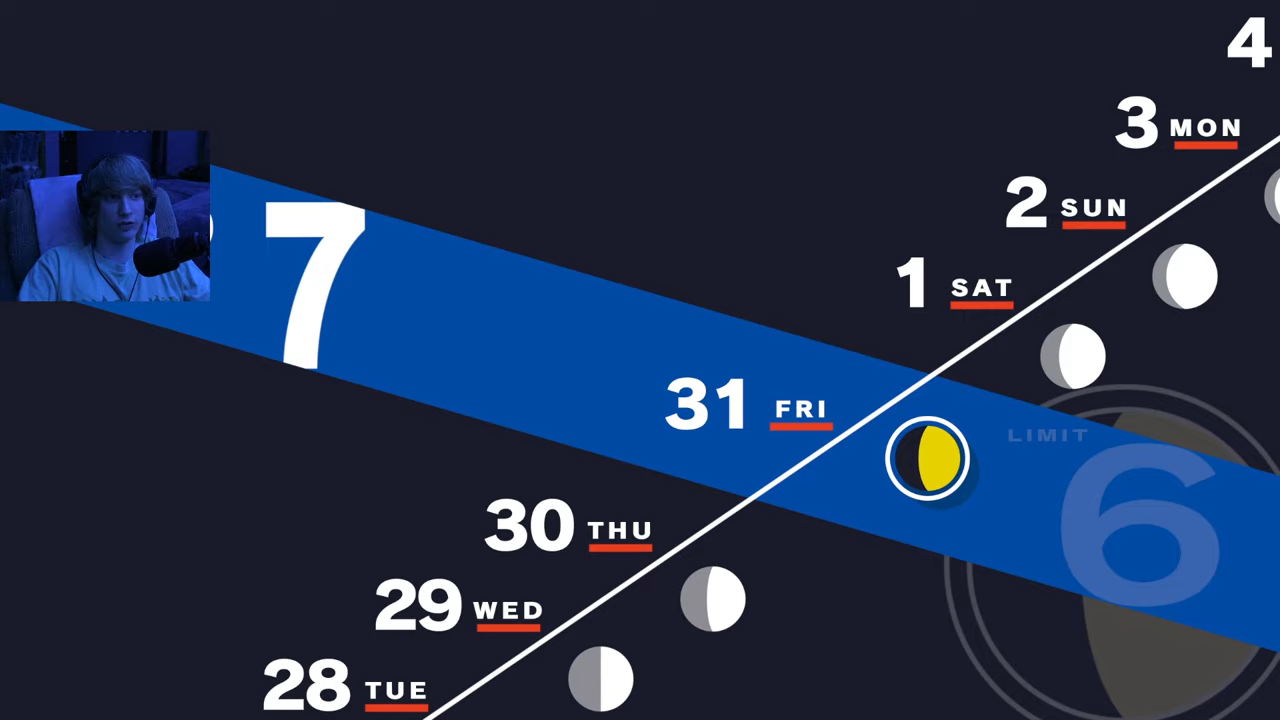 4
3 MON
2 SUN
1 SAT
7
31 FRI
LIMIT
6
30 THU
29 WED
28 TUE